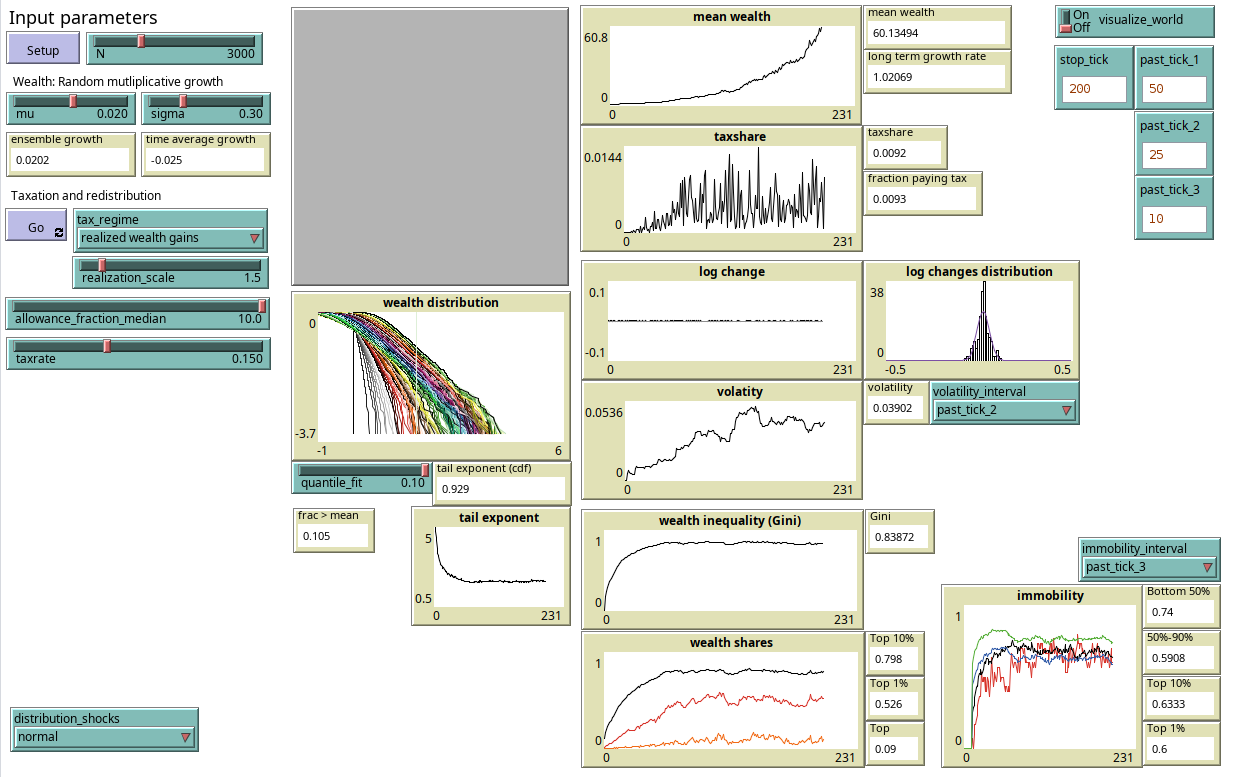 Input parameters
Setup
N
3000
Wealth: Random mutliplicative growth
mu
0.020
sigma
0.30
ensemble growth
0.0202
time average growth
-0.025
Taxation and redistribution
Go
tax_regime
realized wealth gains
realization_scale
1.5
allowance_fraction_median
10.0
taxrate
0.150
distribution_shocks
normal
wealth distribution
0
-3.7
-1
6
quantile_fit
0.10
tail exponent (cdf)
0.929
frac > mean
0.105
tail exponent
5
0.5
0
231
mean wealth
60.8
0
0
231
mean wealth
60.13494
long term growth rate
1.02069
taxshare
0.0144
0
0
231
taxshare
0.0092
fraction paying tax
0.0093
log change
0.1
-0.1
0
231
log changes distribution
38
0
-0.5
0.5
volatity
0.0536
0
0
231
volatility
0.03902
volatility_interval
past_tick_2
wealth inequality (Gini)
1
0
0
231
Gini
0.83872
wealth shares
1
0
0
231
Top 10%
0.798
Top 1%
0.526
Top
0.09
On
Off
visualize_world
stop_tick
200
past_tick_1
50
past_tick_2
25
past_tick_3
10
immobility_interval
past_tick_3
immobility
1
0
0
231
Bottom 50%
0.74
50%-90%
0.5908
Top 10%
0.6333
Top 1%
0.6